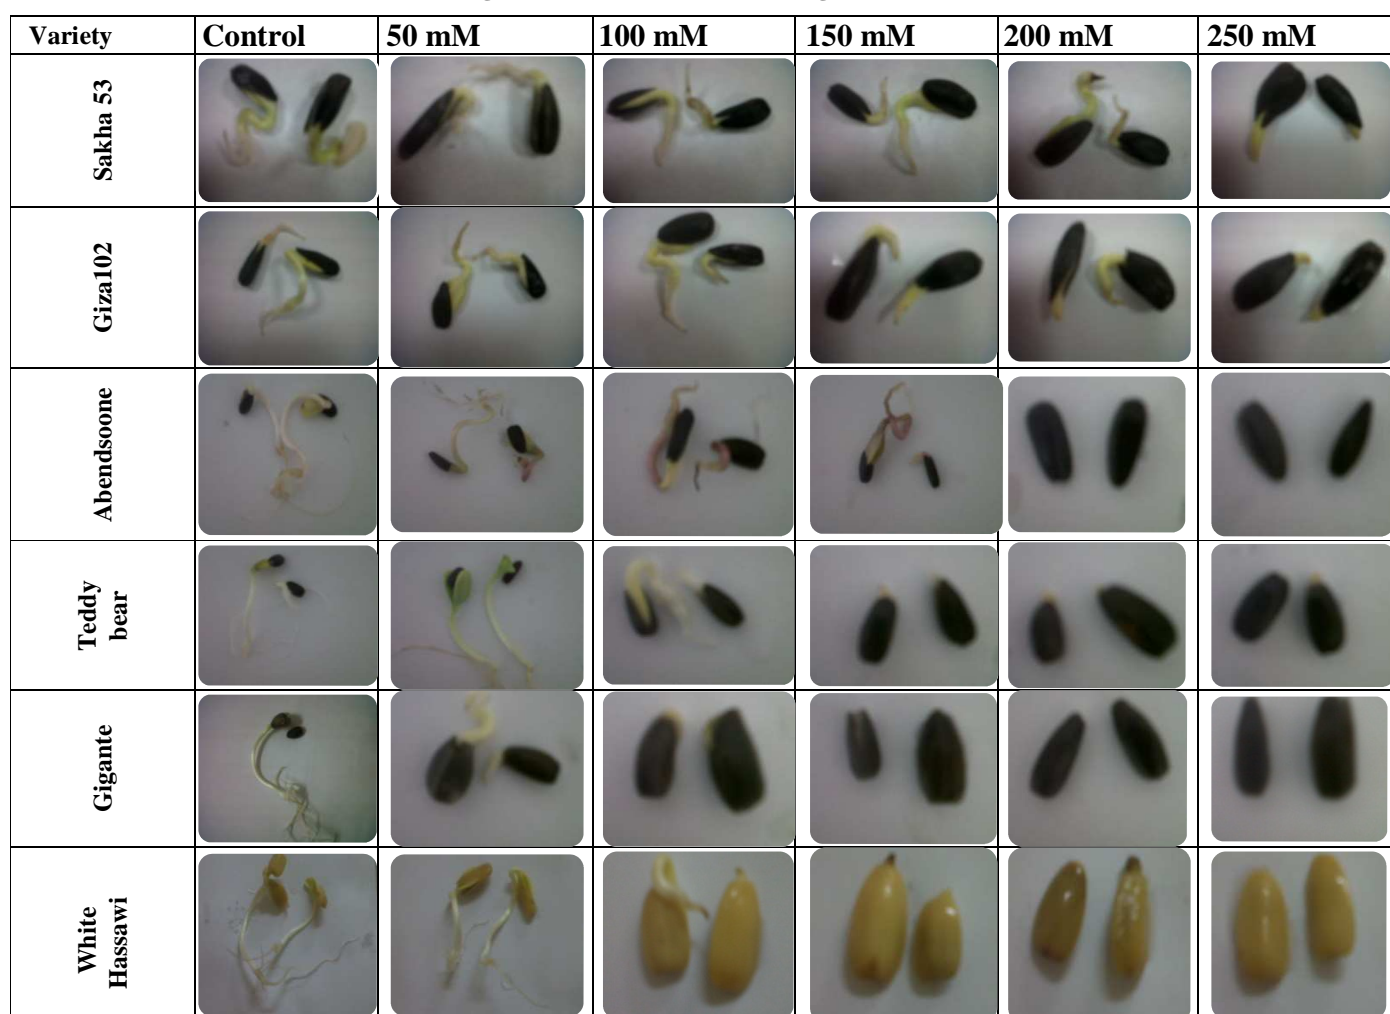 Variety Control 50 mM 100 mM 150 mM 200 mM 250 mM
Sakha 53
Giza102
Abendsoone
Teddy
bear
Gigante
White
Hassawi